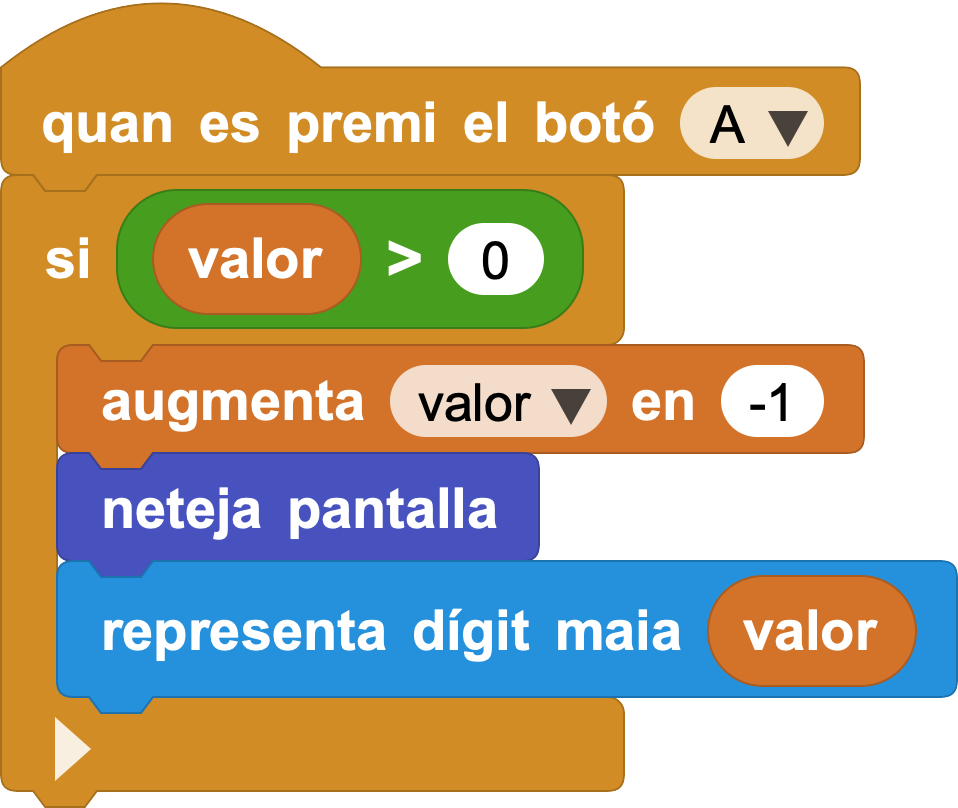 quan es premi el botó A
si valor > 0
augmenta valor en -1
neteja pantalla
representa dígit maia valor